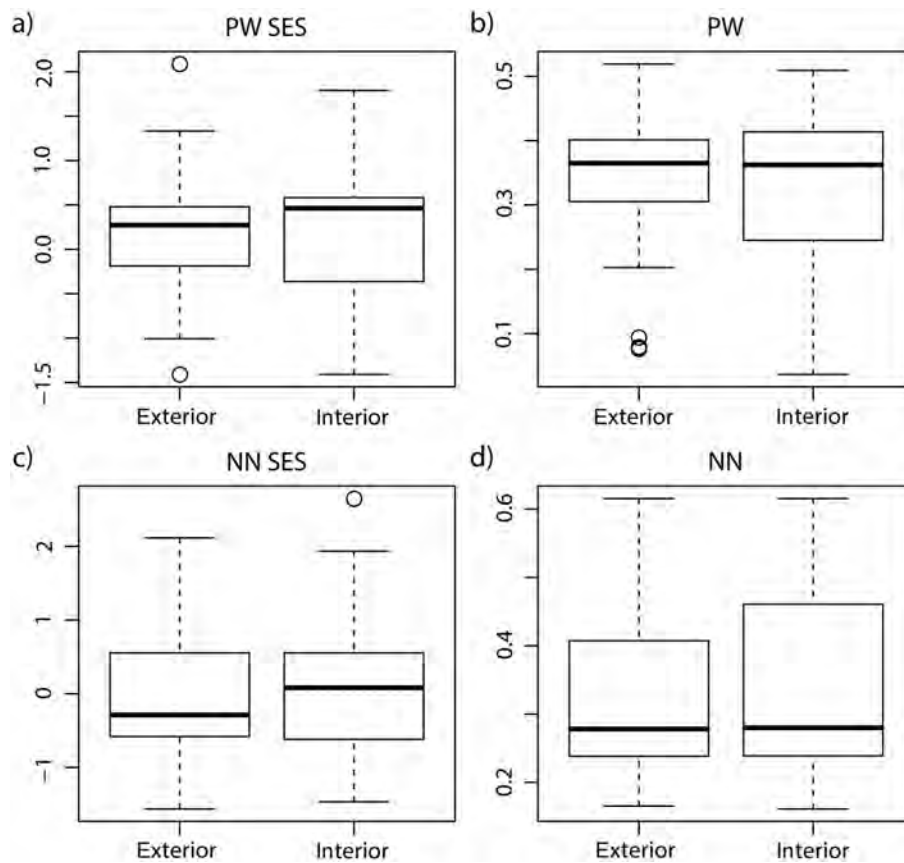 a) PW SES
2.0
1.0
0.0
−1.5
Exterior Interior
b) PW
0.5
0.3
0.1
Exterior Interior
c) NN SES
2
1
0
−1
Exterior Interior
d) NN
0.6
0.4
0.2
Exterior Interior